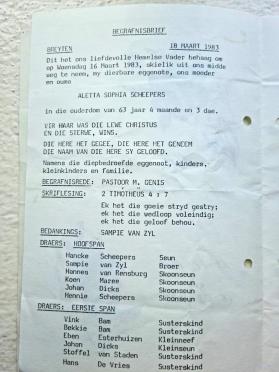 BEGRAFNISBRIEF
BREYTEN 18 MAART 1983
Dit het ons liefdevolle Hemelse Vader behaag om
op Woensdag 16 Maart 1983, skielik uit ons midde
weg te neem, my dierbare eggenote, ons moeder
en ouma
ALETTA SOPHIA SCHEEPERS
in die ouderdom van 63 jaar 4 maande en 3 dae.
VIR HAAR WAS DIE LEWE CHRISTUS
EN DIE STERWE, WINS.
DIE HERE HET GEGEE, DIE HERE HET GENEEM
DIE NAAM VAN DIE HERE SY GELOOFD.
Namens die diepbedroefde eggenoot, kinders,
kleinkinders en familie.
BEGRAFNISREDE: PASTOOR M. GENIS
SKRIFLESING: 2 TIMOTHEUS 4 : 7
Ek het die goeie stryd gestry;
ek het die wedloop voleindig;
ek het die geloof behou.
BEDANKINGS: SAMPIE VAN ZYL
DRAERS: HOOFSPAN
Hancke Scheepers Seun
Sampie van Zyl Broer
Hannes van Rensburg Skoonseun
Koen Maree Skoonseun
Johan Dicks Skoonseun
Hennie Scheepers Skoonseun
DRAERS: EERSTE SPAN
Vink Bam Susterskind
Bekkie Bam Susterskind
Eben Esterhuizen Kleinneef
Johan Dicks Kleinseun
Stoffel van Staden Susterskind
Hans De Vries Susterskind